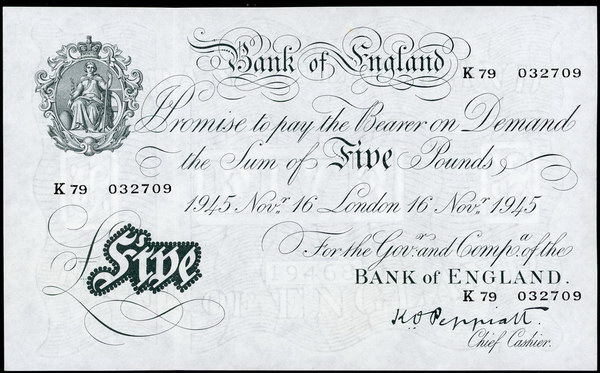 Bank of England K 79 032709
Promise to pay the Bearer on Demand
the Sum of Five Pounds
K 79 032709
1945 Nov.r 16 London 16 Nov.r 1945
For the Gov.r and Comp.a of the
Five
BANK of ENGLAND.
K 79 032709
K O Peppiatt.
Chief Cashier.